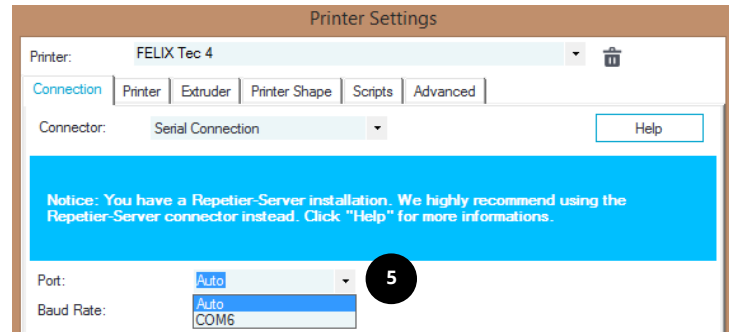 Printer Settings
Printer: FELIX Tec 4
Connection Printer Extruder Printer Shape Scripts Advanced
Connector: Serial Connection Help
Notice: You have a Repetier-Server installation. We highly recommend using the
Repetier-Server connector instead. Click "Help" for more informations.
Port: Auto 5
Auto
Baud Rate:
COM6